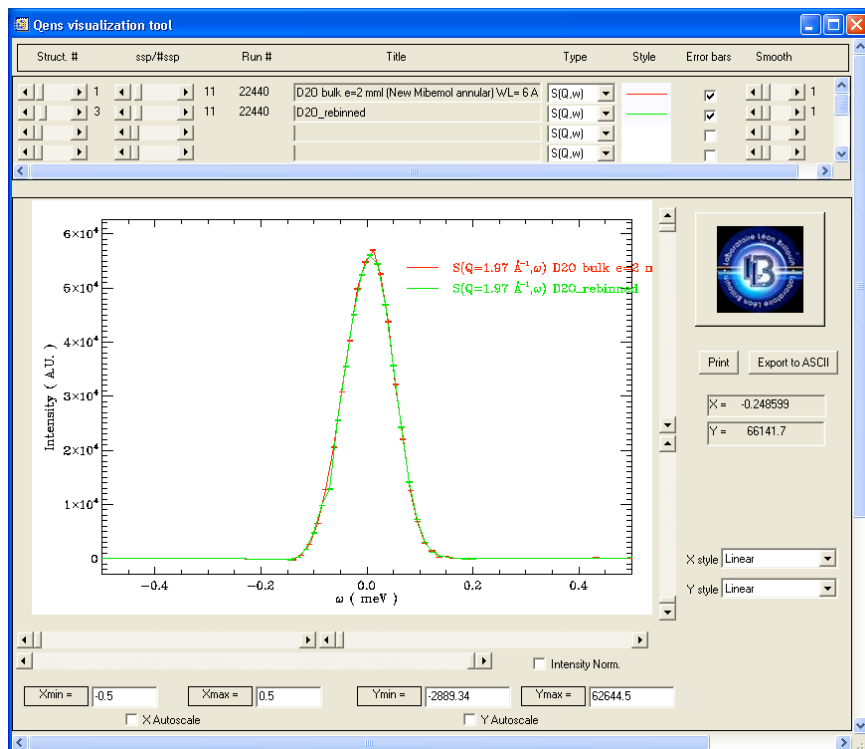 Qens visualization tool
Struct. # ssp/#ssp Run # Title Type Style Error bars Smooth
1 11 22440 D2O bulk e=2 mml (New Mibemol annular) WL= 6 A S(Q,w) 1
3 11 22440 D2O_rebinned S(Q,w) 1
S(Q,w)
S(Q,w)
6×10⁴
S(Q=1.97 Å⁻¹,ω) D2O bulk e=2 m
S(Q=1.97 Å⁻¹,ω) D2O_rebinned
5×10⁴
4×10⁴
3×10⁴
2×10⁴
1×10⁴
0
Intensity ( A.U. )
−0.4 −0.2 0.0 0.2 0.4
ω ( meV )
Laboratoire Léon Brillouin
LLB
Print Export to ASCII
X = -0.248599
Y = 66141.7
X style Linear
Y style Linear
Intensity Norm.
Xmin = -0.5 Xmax = 0.5 Ymin = -2889.34 Ymax = 62644.5
X Autoscale Y Autoscale